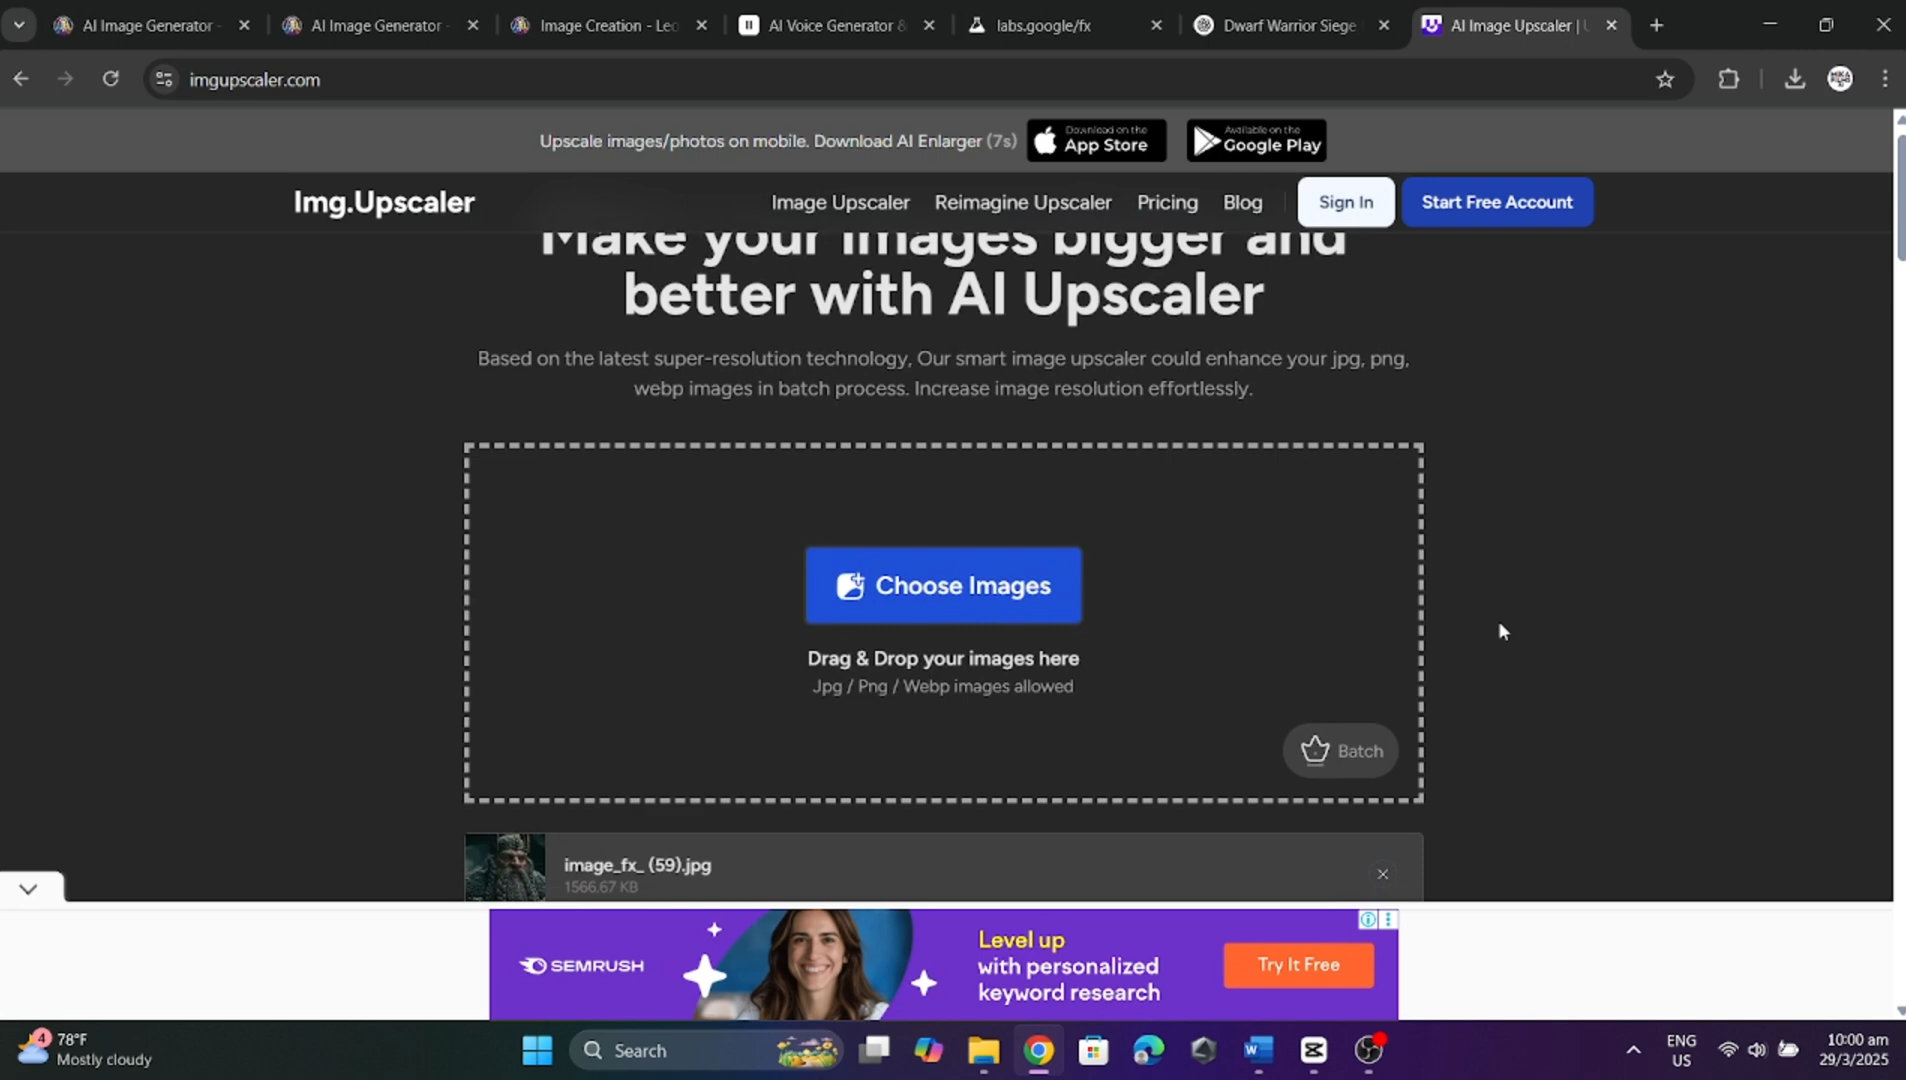 AI Image Generator -
AI Image Generator -
Image Creation - Leo
AI Voice Generator &
labs.google/fx
Dwarf Warrior Siege
AI Image Upscaler | U
imgupscaler.com
Upscale images/photos on mobile. Download AI Enlarger (7s)
Download on the
App Store
Available on the
Google Play
Img.Upscaler
Image Upscaler
Reimagine Upscaler
Pricing
Blog
Sign In
Start Free Account
Make your images bigger and
better with AI Upscaler
Based on the latest super-resolution technology, Our smart image upscaler could enhance your jpg, png,
webp images in batch process. Increase image resolution effortlessly.
Choose Images
Drag & Drop your images here
Jpg / Png / Webp images allowed
Batch
image_fx_ (59).jpg
1566.67 KB
SEMRUSH
Level up
with personalized
keyword research
Try It Free
4
78°F
Mostly cloudy
Search
ENG
US
10:00 am
29/3/2025